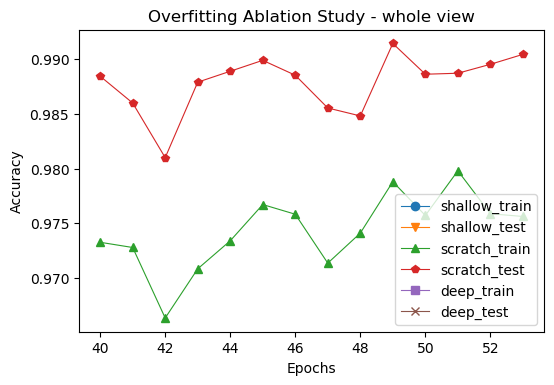 Overfitting Ablation Study - whole view
Accuracy
0.990
0.985
0.980
0.975
0.970
shallow_train
shallow_test
scratch_train
scratch_test
deep_train
deep_test
40 42 44 46 48 50 52
Epochs